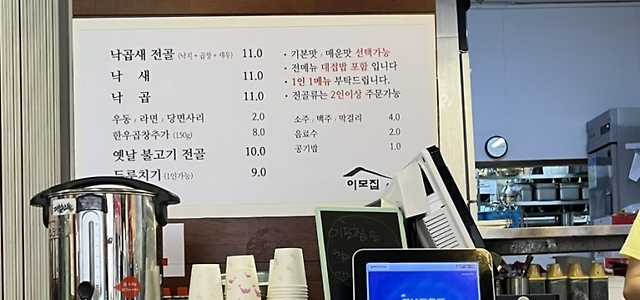 낙곱새 전골 (낙지+곱창+새우) 11.0
낙 새 11.0
낙 곱 11.0
우동 / 라면 / 당면사리 2.0
한우곱창추가 (150g) 8.0
옛날 불고기 전골 10.0
두루치기 (1인가능) 9.0
• 기본맛 / 매운맛 선택가능
• 전메뉴 대접밥 포함 입니다
• 1인 1메뉴 부탁드립니다.
• 전골류는 2인이상 주문가능
소주 / 맥주 / 막걸리 4.0
음료수 2.0
공기밥 1.0
이모집